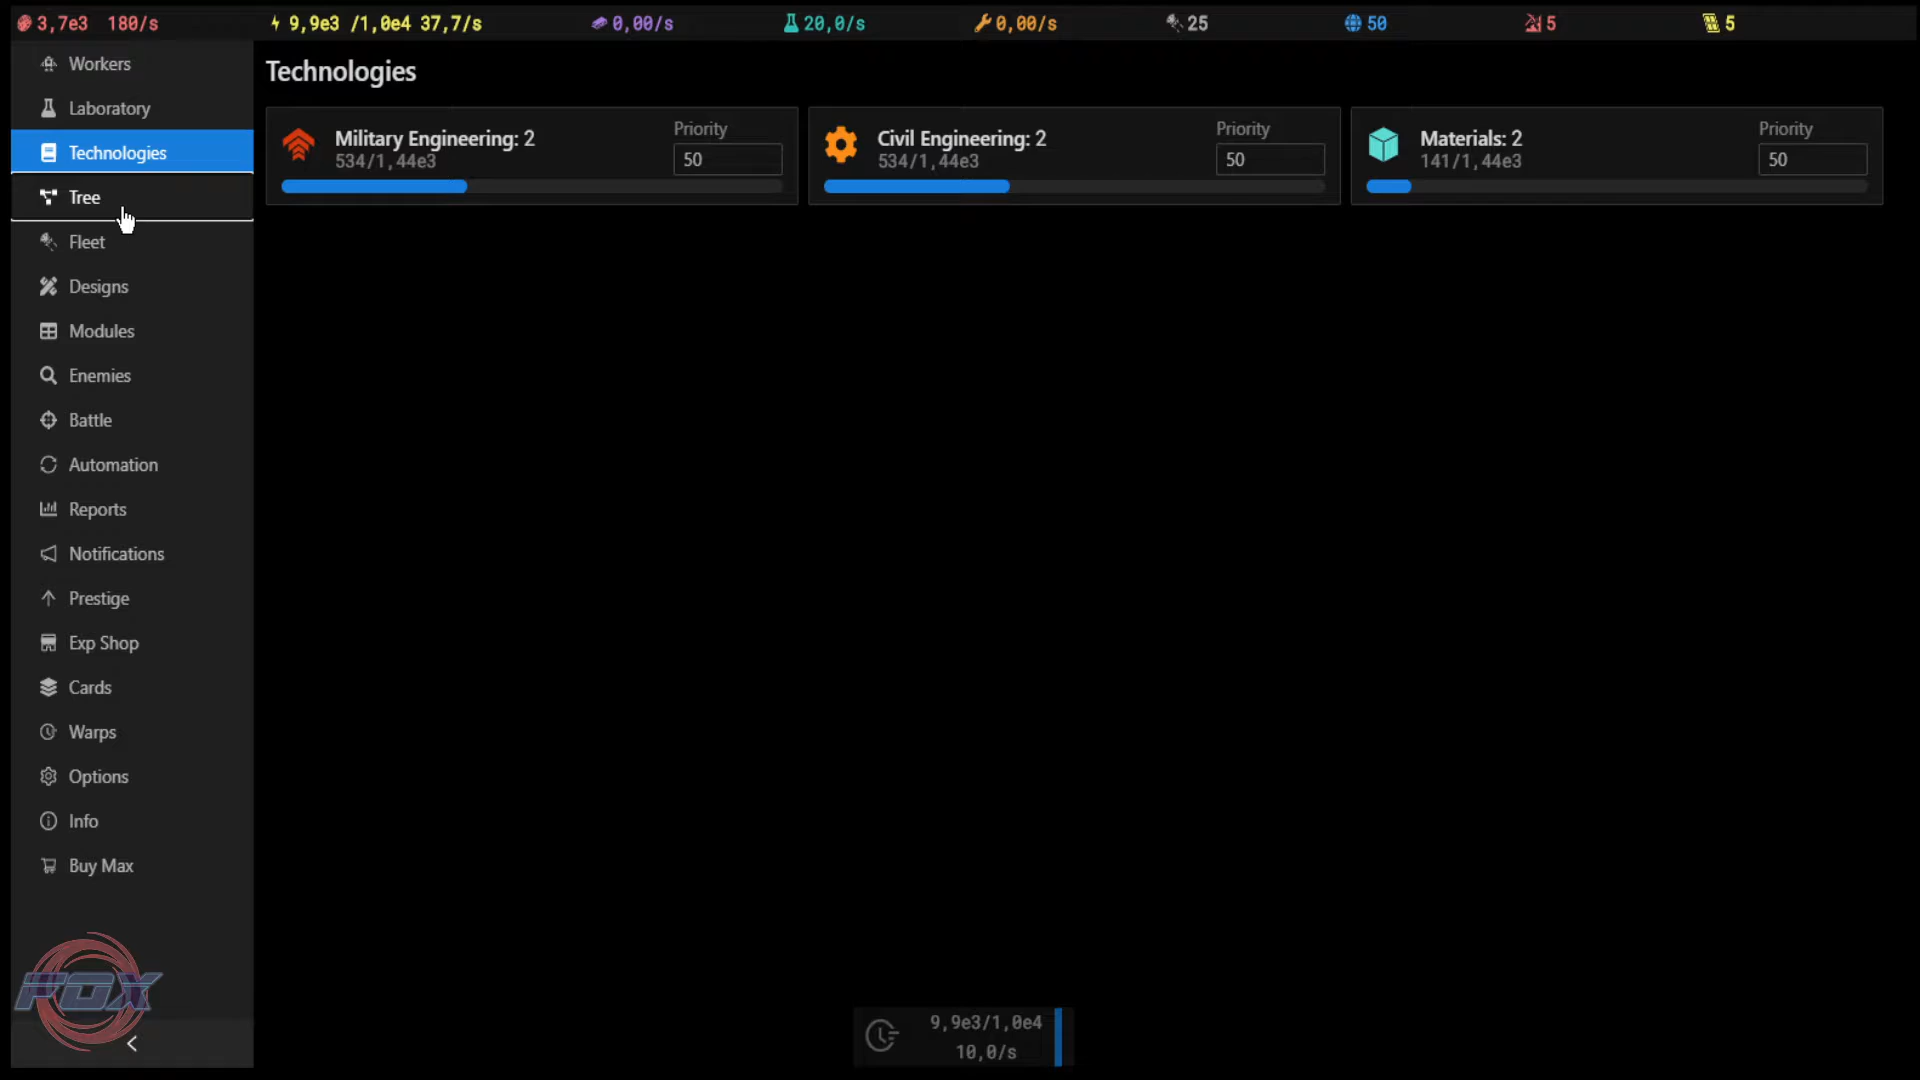 3,7e3 180/s 9,9e3 /1,0e4 37,7/s 0,00/s 20,0/s 0,00/s 25 50 5 5
Workers
Laboratory
Technologies
Tree
Fleet
Designs
Modules
Enemies
Battle
Automation
Reports
Notifications
Prestige
Exp Shop
Cards
Warps
Options
Info
Buy Max
FOX
Technologies
Military Engineering: 2
534/1,44e3
Priority
50
Civil Engineering: 2
534/1,44e3
Priority
50
Materials: 2
141/1,44e3
Priority
50
9,9e3/1,0e4
10,0/s